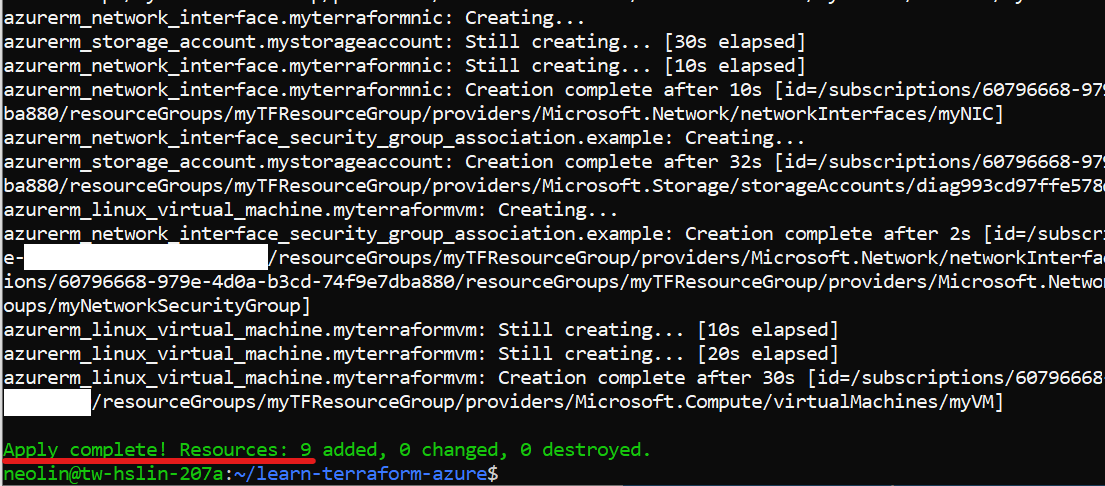 azurerm_network_interface.myterraformnic: Creating...
azurerm_storage_account.mystorageaccount: Still creating... [30s elapsed]
azurerm_network_interface.myterraformnic: Still creating... [10s elapsed]
azurerm_network_interface.myterraformnic: Creation complete after 10s [id=/subscriptions/60796668-979
ba880/resourceGroups/myTFResourceGroup/providers/Microsoft.Network/networkInterfaces/myNIC]
azurerm_network_interface_security_group_association.example: Creating...
azurerm_storage_account.mystorageaccount: Creation complete after 32s [id=/subscriptions/60796668-979
ba880/resourceGroups/myTFResourceGroup/providers/Microsoft.Storage/storageAccounts/diag993cd97ffe578
azurerm_linux_virtual_machine.myterraformvm: Creating...
azurerm_network_interface_security_group_association.example: Creation complete after 2s [id=/subscri
e-/resourceGroups/myTFResourceGroup/providers/Microsoft.Network/networkInterfac
ions/60796668-979e-4d0a-b3cd-74f9e7dba880/resourceGroups/myTFResourceGroup/providers/Microsoft.Networ
oups/myNetworkSecurityGroup]
azurerm_linux_virtual_machine.myterraformvm: Still creating... [10s elapsed]
azurerm_linux_virtual_machine.myterraformvm: Still creating... [20s elapsed]
azurerm_linux_virtual_machine.myterraformvm: Creation complete after 30s [id=/subscriptions/60796668-
/resourceGroups/myTFResourceGroup/providers/Microsoft.Compute/virtualMachines/myVM]
Apply complete! Resources: 9 added, 0 changed, 0 destroyed.
neolin@tw-hslin-207a:~/learn-terraform-azure$